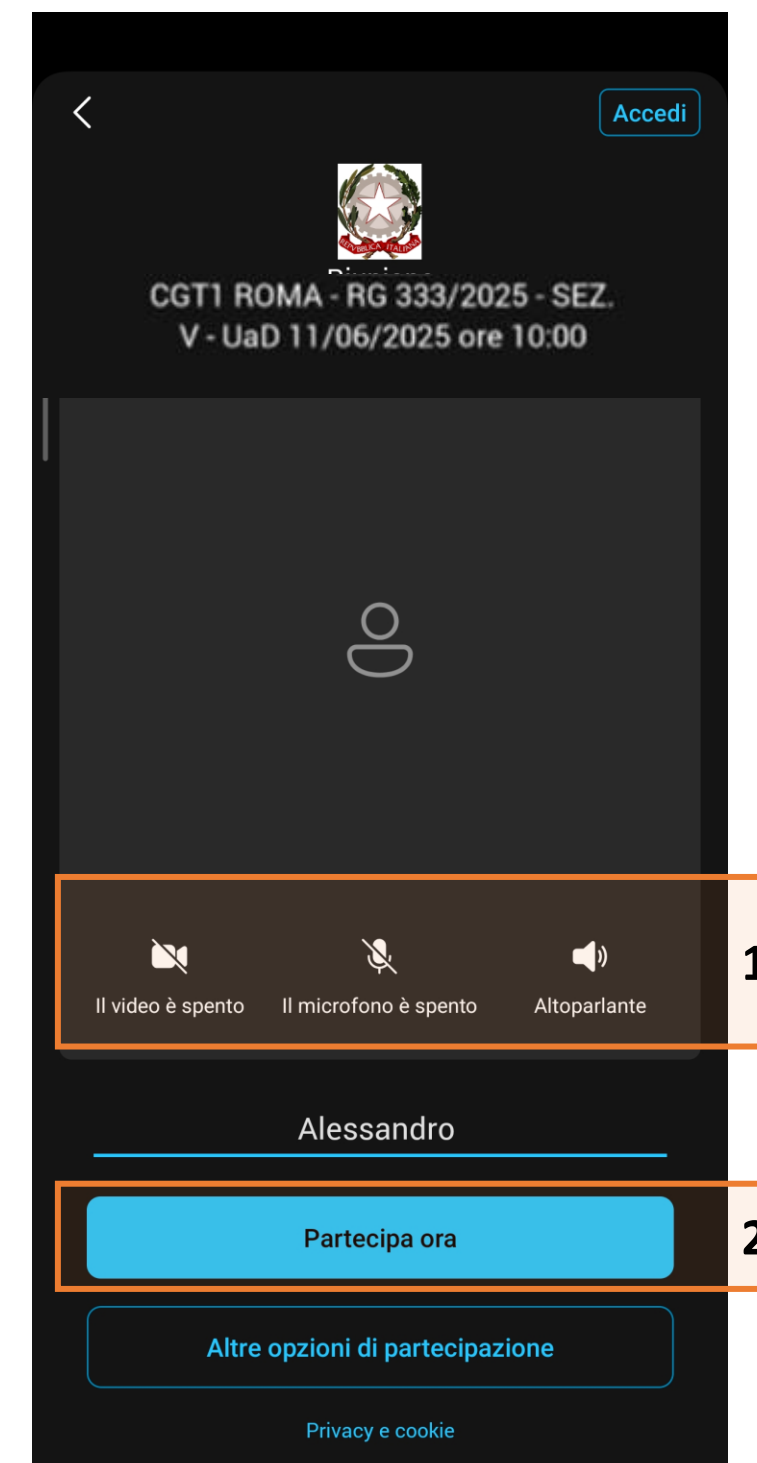 Accedi
CGT1 ROMA - RG 333/2025 - SEZ.
V - UaD 11/06/2025 ore 10:00
Il video è spento
Il microfono è spento
Altoparlante
1
Alessandro
Partecipa ora
2
Altre opzioni di partecipazione
Privacy e cookie